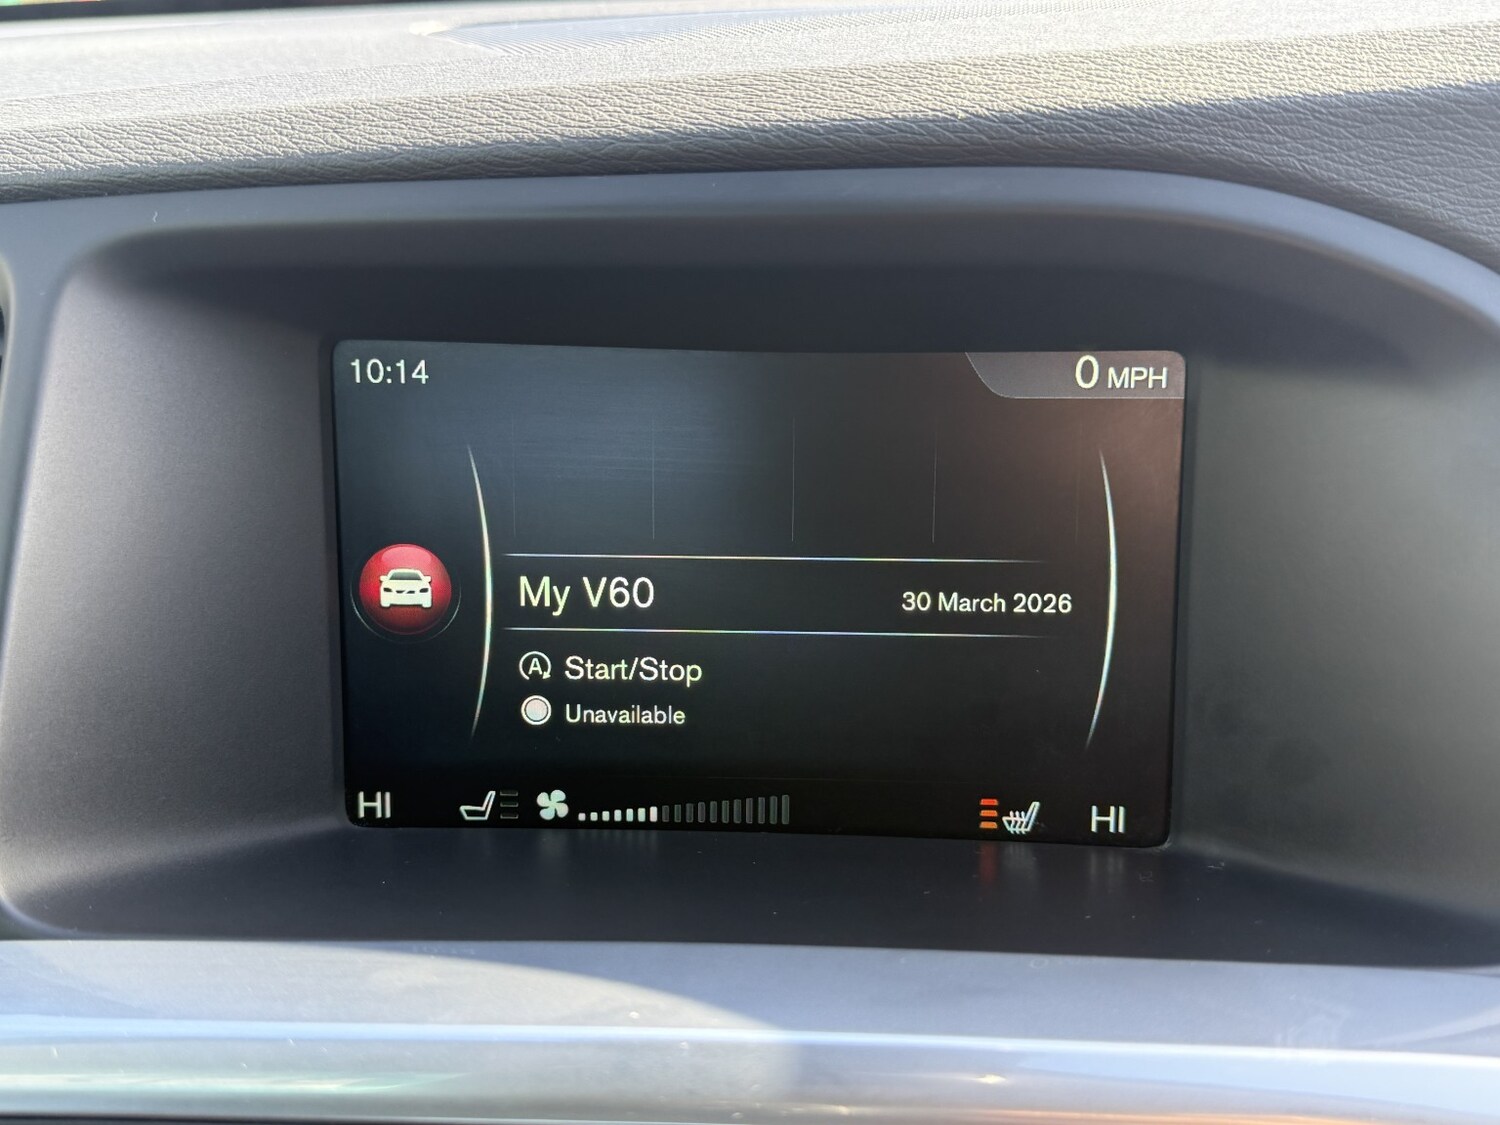 10:14
0 MPH
My V60
30 March 2026
A Start/Stop
Unavailable
HI
HI